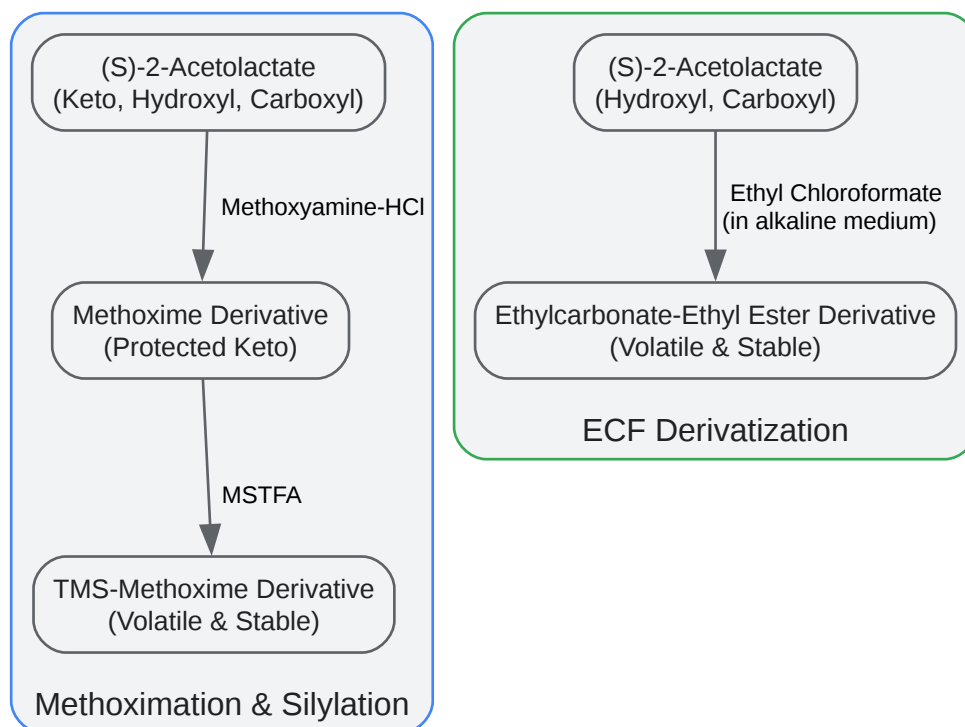 (S)-2-Acetolactate
(Keto, Hydroxyl, Carboxyl)
Methoxyamine-HCl
Methoxime Derivative
(Protected Keto)
MSTFA
TMS-Methoxime Derivative
(Volatile & Stable)
Methoximation & Silylation
(S)-2-Acetolactate
(Hydroxyl, Carboxyl)
Ethyl Chloroformate
(in alkaline medium)
Ethylcarbonate-Ethyl Ester Derivative
(Volatile & Stable)
ECF Derivatization